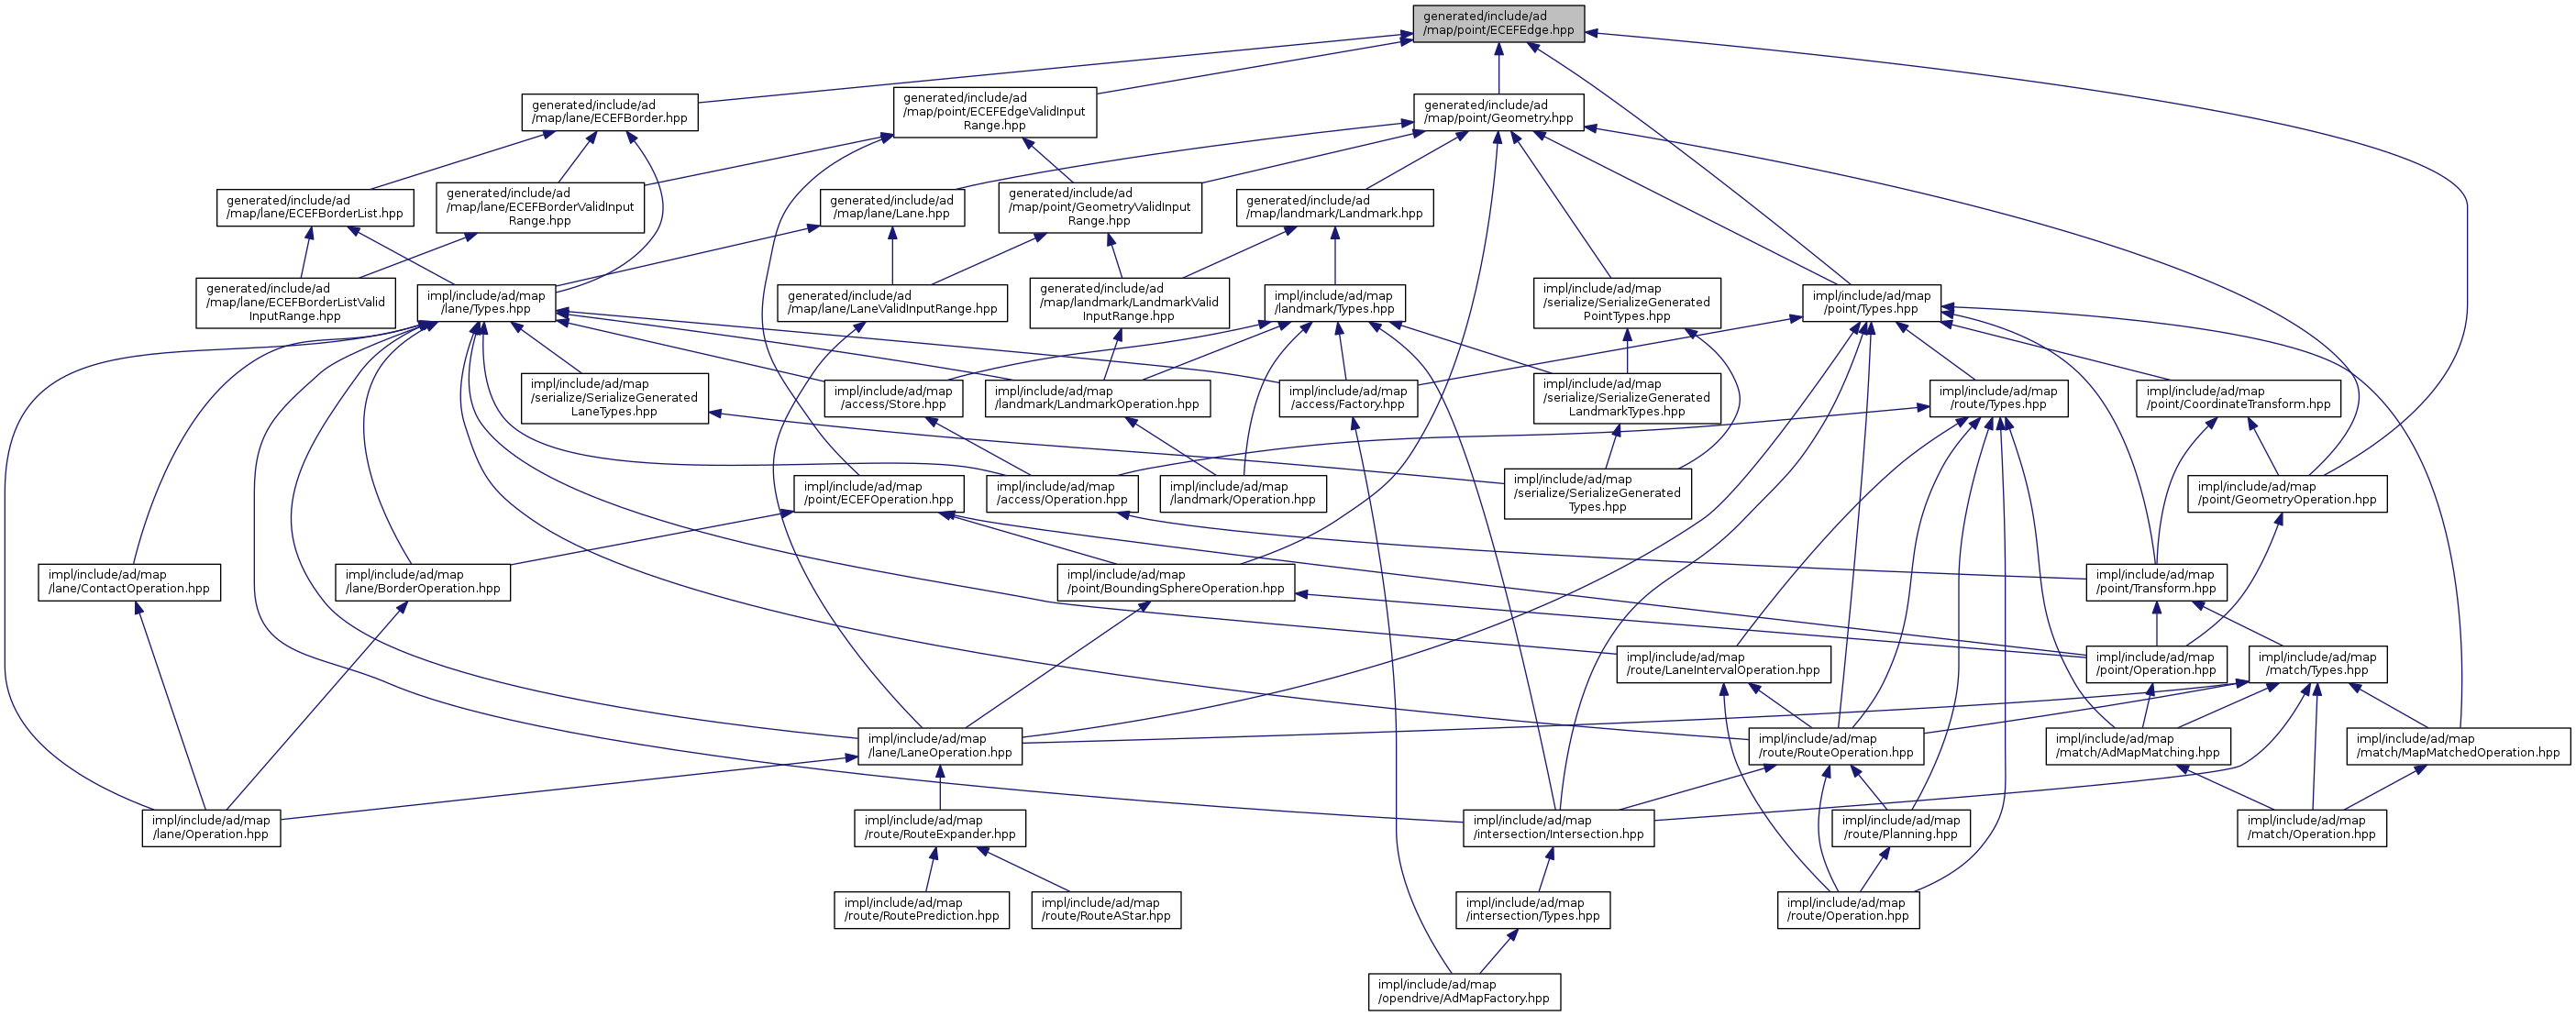 generated/include/ad
/map/point/ECEFEdge.hpp
generated/include/ad
/map/lane/ECEFBorder.hpp
generated/include/ad
/map/point/ECEFEdgeValidInput
Range.hpp
generated/include/ad
/map/point/Geometry.hpp
generated/include/ad
/map/lane/ECEFBorderList.hpp
generated/include/ad
/map/lane/ECEFBorderValidInput
Range.hpp
generated/include/ad
/map/lane/Lane.hpp
generated/include/ad
/map/point/GeometryValidInput
Range.hpp
generated/include/ad
/map/landmark/Landmark.hpp
generated/include/ad
/map/lane/ECEFBorderListValid
InputRange.hpp
impl/include/ad/map
/lane/Types.hpp
generated/include/ad
/map/lane/LaneValidInputRange.hpp
generated/include/ad
/map/landmark/LandmarkValid
InputRange.hpp
impl/include/ad/map
/landmark/Types.hpp
impl/include/ad/map
/serialize/SerializeGenerated
PointTypes.hpp
impl/include/ad/map
/point/Types.hpp
impl/include/ad/map
/serialize/SerializeGenerated
LaneTypes.hpp
impl/include/ad/map
/access/Store.hpp
impl/include/ad/map
/landmark/LandmarkOperation.hpp
impl/include/ad/map
/access/Factory.hpp
impl/include/ad/map
/serialize/SerializeGenerated
LandmarkTypes.hpp
impl/include/ad/map
/route/Types.hpp
impl/include/ad/map
/point/CoordinateTransform.hpp
impl/include/ad/map
/point/ECEFOperation.hpp
impl/include/ad/map
/access/Operation.hpp
impl/include/ad/map
/landmark/Operation.hpp
impl/include/ad/map
/serialize/SerializeGenerated
Types.hpp
impl/include/ad/map
/point/GeometryOperation.hpp
impl/include/ad/map
/lane/ContactOperation.hpp
impl/include/ad/map
/lane/BorderOperation.hpp
impl/include/ad/map
/point/BoundingSphereOperation.hpp
impl/include/ad/map
/point/Transform.hpp
impl/include/ad/map
/route/LaneIntervalOperation.hpp
impl/include/ad/map
/point/Operation.hpp
impl/include/ad/map
/match/Types.hpp
impl/include/ad/map
/lane/LaneOperation.hpp
impl/include/ad/map
/route/RouteOperation.hpp
impl/include/ad/map
/match/AdMapMatching.hpp
impl/include/ad/map
/match/MapMatchedOperation.hpp
impl/include/ad/map
/lane/Operation.hpp
impl/include/ad/map
/route/RouteExpander.hpp
impl/include/ad/map
/intersection/Intersection.hpp
impl/include/ad/map
/route/Planning.hpp
impl/include/ad/map
/match/Operation.hpp
impl/include/ad/map
/route/RoutePrediction.hpp
impl/include/ad/map
/route/RouteAStar.hpp
impl/include/ad/map
/intersection/Types.hpp
impl/include/ad/map
/route/Operation.hpp
impl/include/ad/map
/opendrive/AdMapFactory.hpp